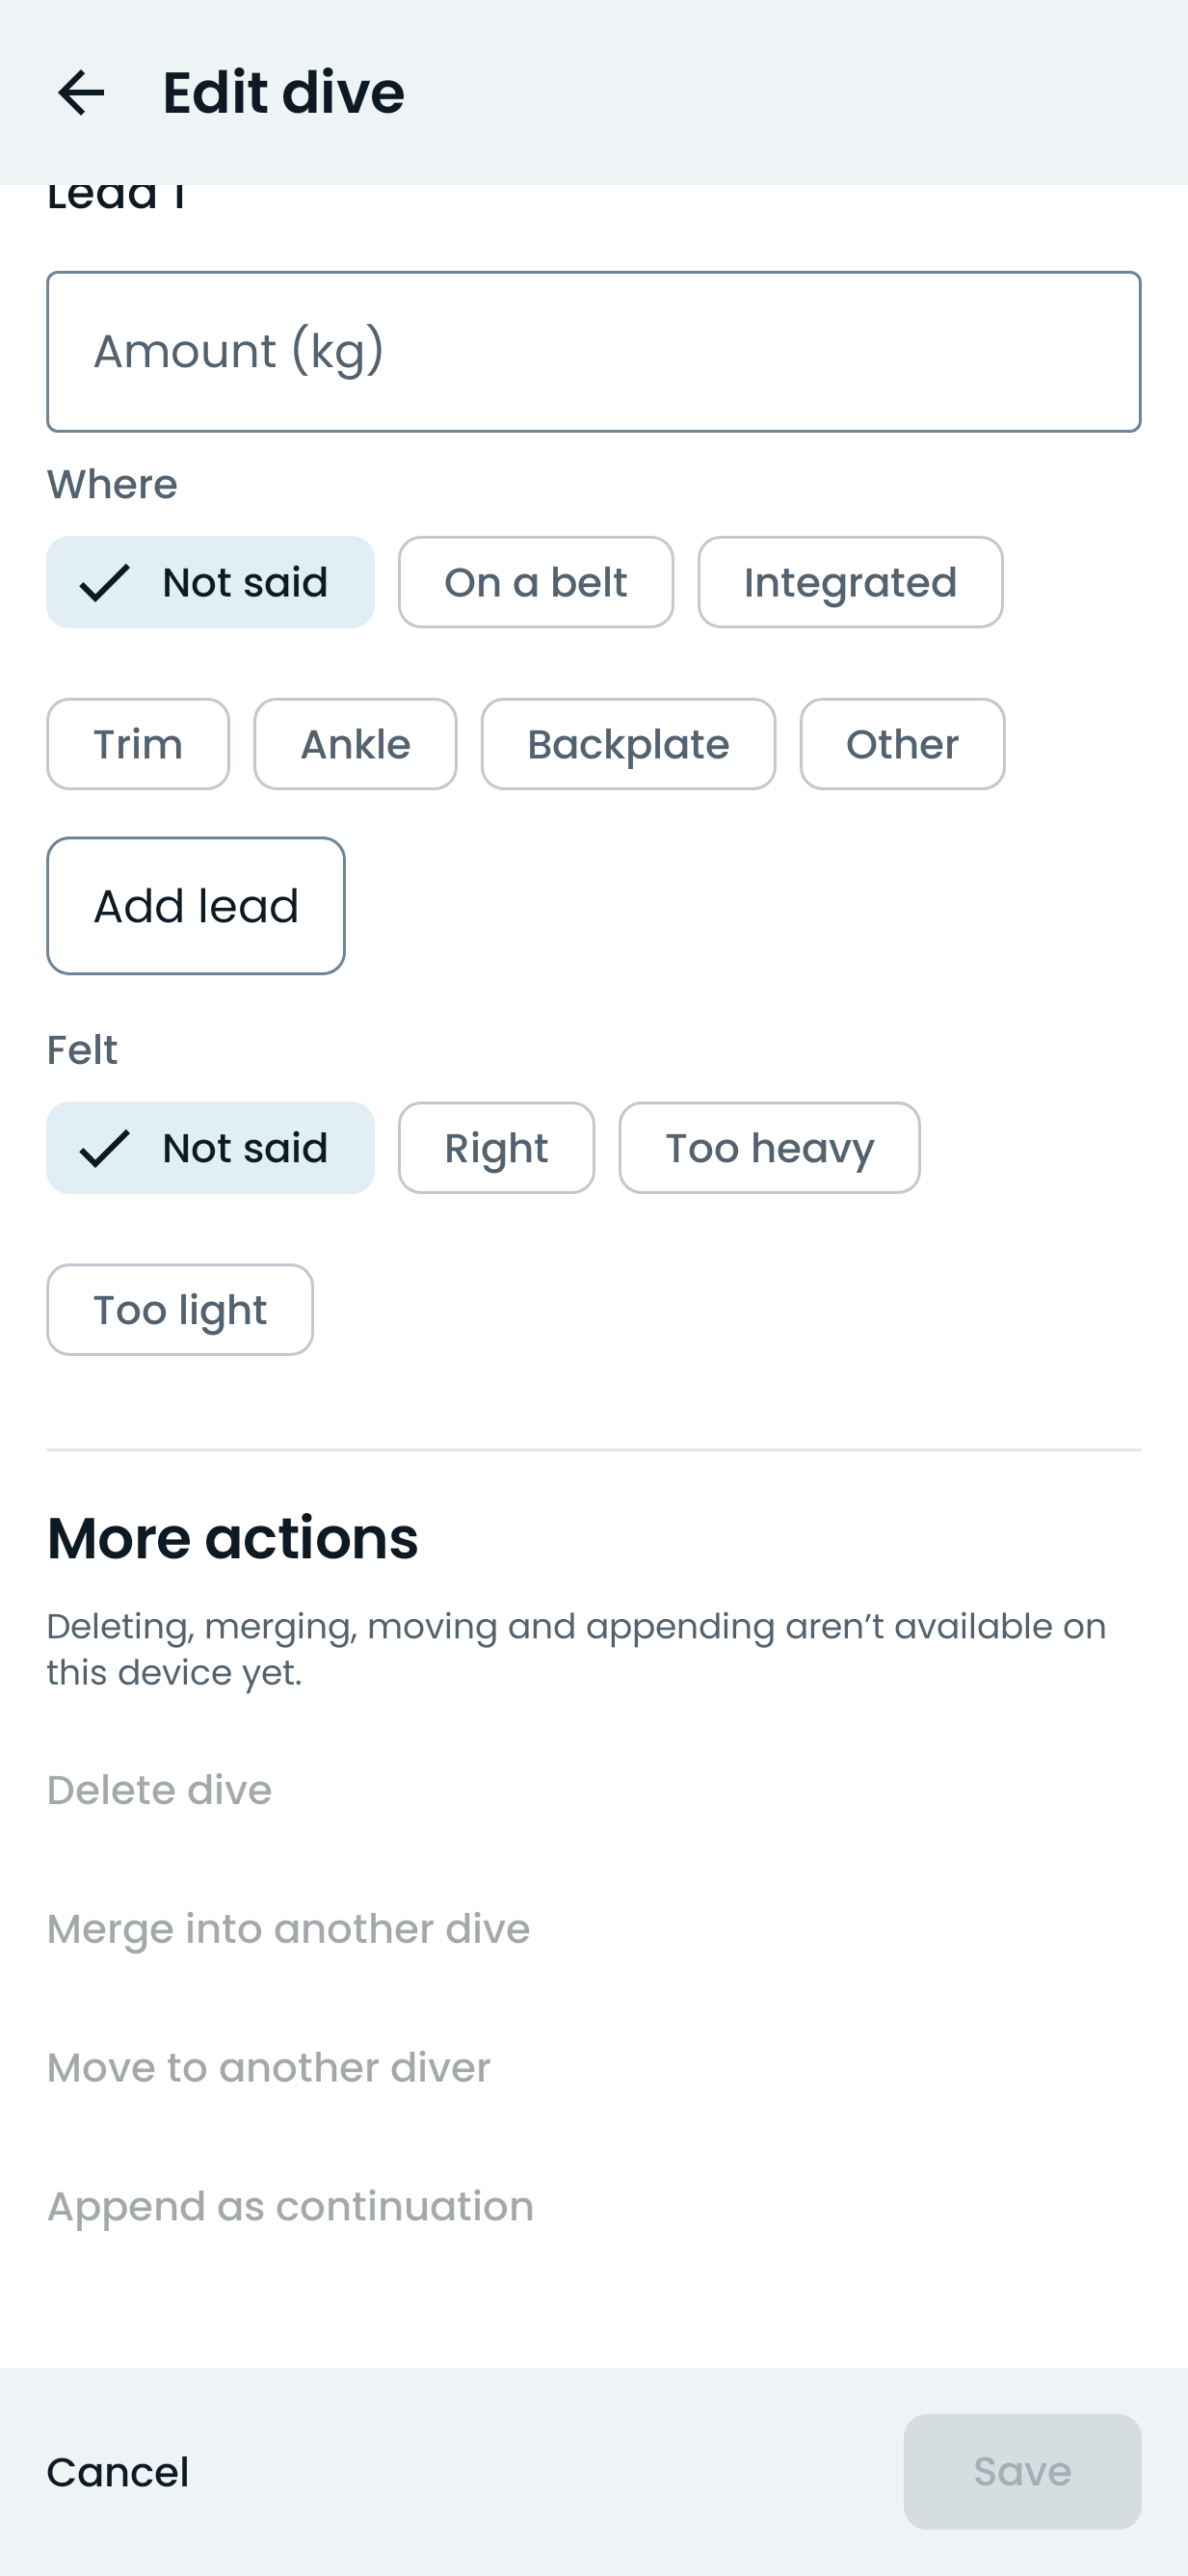 Edit dive
Lead 1
Amount (kg)
Where
Not said
On a belt
Integrated
Trim
Ankle
Backplate
Other
Add lead
Felt
Not said
Right
Too heavy
Too light
More actions
Deleting, merging, moving and appending aren’t available on
this device yet.
Delete dive
Merge into another dive
Move to another diver
Append as continuation
Cancel
Save